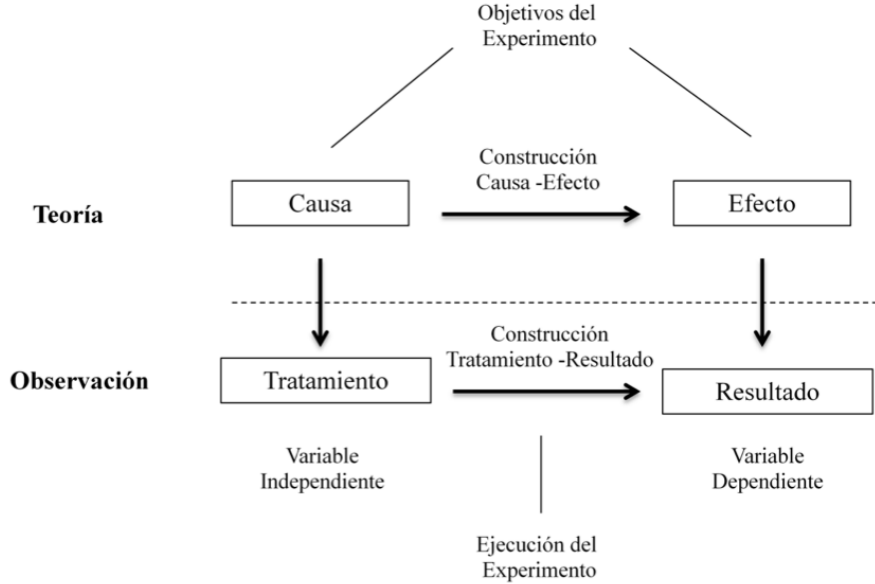 Objetivos del
Experimento
Construcción
Causa -Efecto
Causa
Efecto
Teoría
Construcción
Tratamiento -Resultado
Observación
Tratamiento
Resultado
Variable
Independiente
Variable
Dependiente
Ejecución del
Experimento